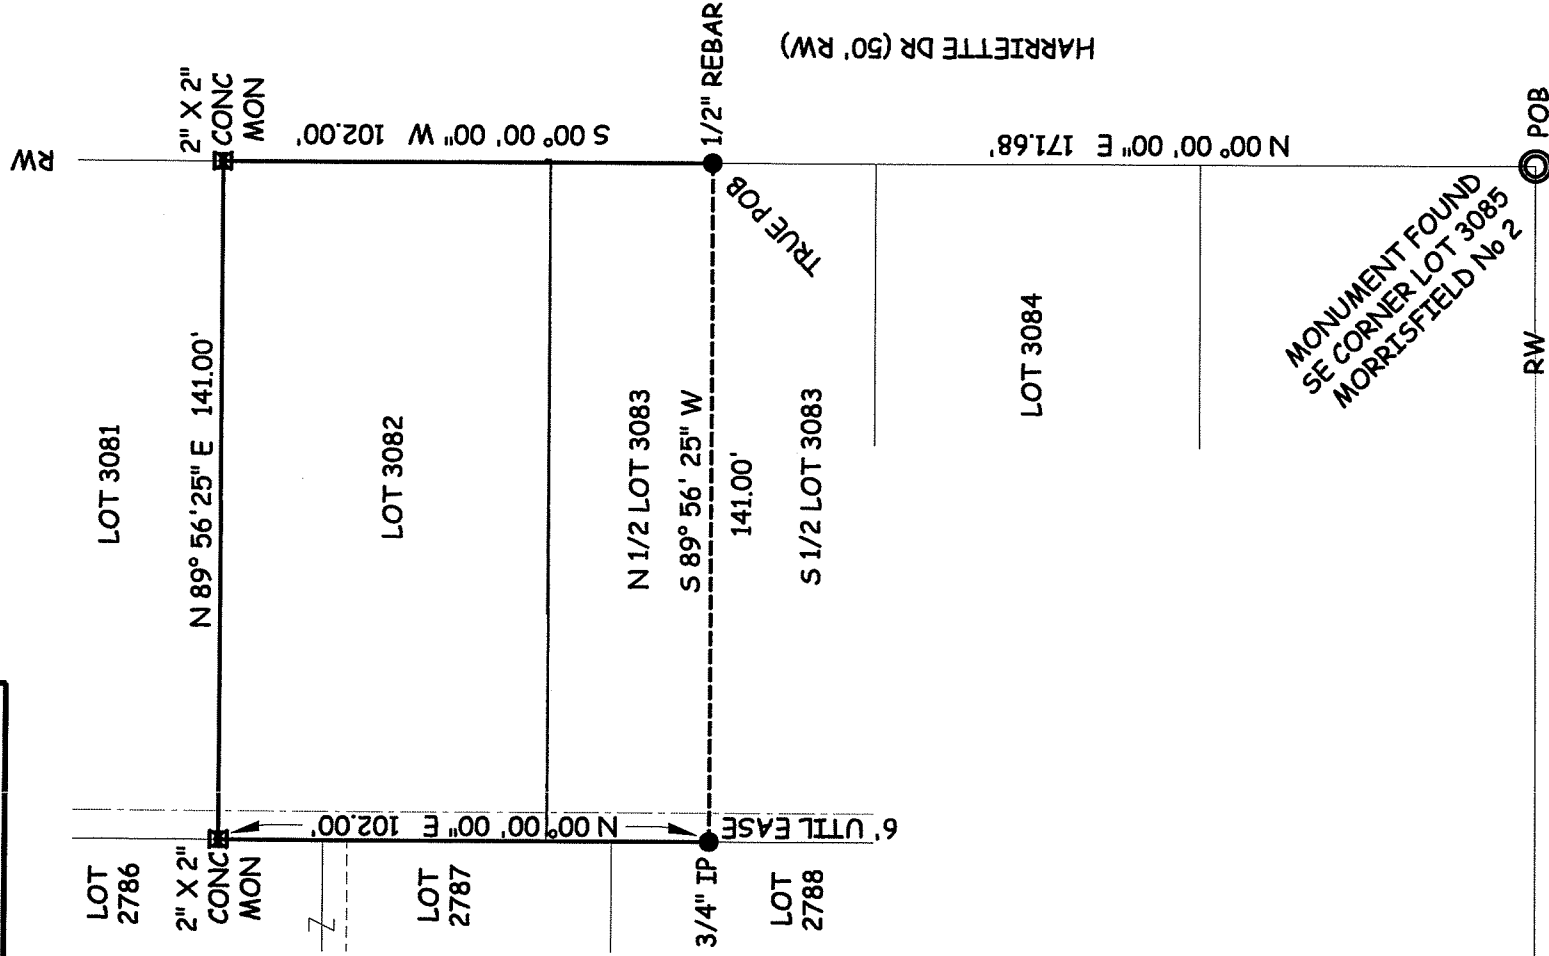 RW
2" X 2"
CONC
MON
1/2" REBAR
HARRIETTE DR (50' RW)
S 00° 00' 00" W 102.00'
N 00° 00' 00" E 171.68'
POB
TRUE POB
MONUMENT FOUND
SE CORNER LOT 3085
MORRISFIELD No 2
RW
LOT 3081
N 89° 56'25" E 141.00'
LOT 3082
N 1/2 LOT 3083
S 89° 56' 25" W
141.00'
S 1/2 LOT 3083
LOT 3084
N 00° 00' 00" E 102.00'
6' UTIL EASE
LOT
2786
2" X 2"
CONC
MON
LOT
2787
3/4" IP
LOT
2788